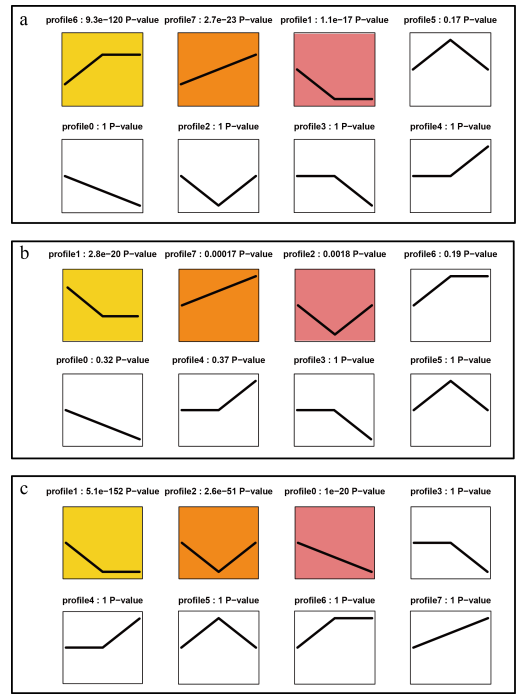 a
profile6 : 9.3e−120 P−value profile7 : 2.7e−23 P−value profile1 : 1.1e−17 P−value profile5 : 0.17 P−value
profile0 : 1 P−value profile2 : 1 P−value profile3 : 1 P−value profile4 : 1 P−value
b
profile1 : 2.8e−20 P−value profile7 : 0.00017 P−value profile2 : 0.0018 P−value profile6 : 0.19 P−value
profile0 : 0.32 P−value profile4 : 0.37 P−value profile3 : 1 P−value profile5 : 1 P−value
c
profile1 : 5.1e−152 P−value profile2 : 2.6e−51 P−value profile0 : 1e−20 P−value profile3 : 1 P−value
profile4 : 1 P−value profile5 : 1 P−value profile6 : 1 P−value profile7 : 1 P−value